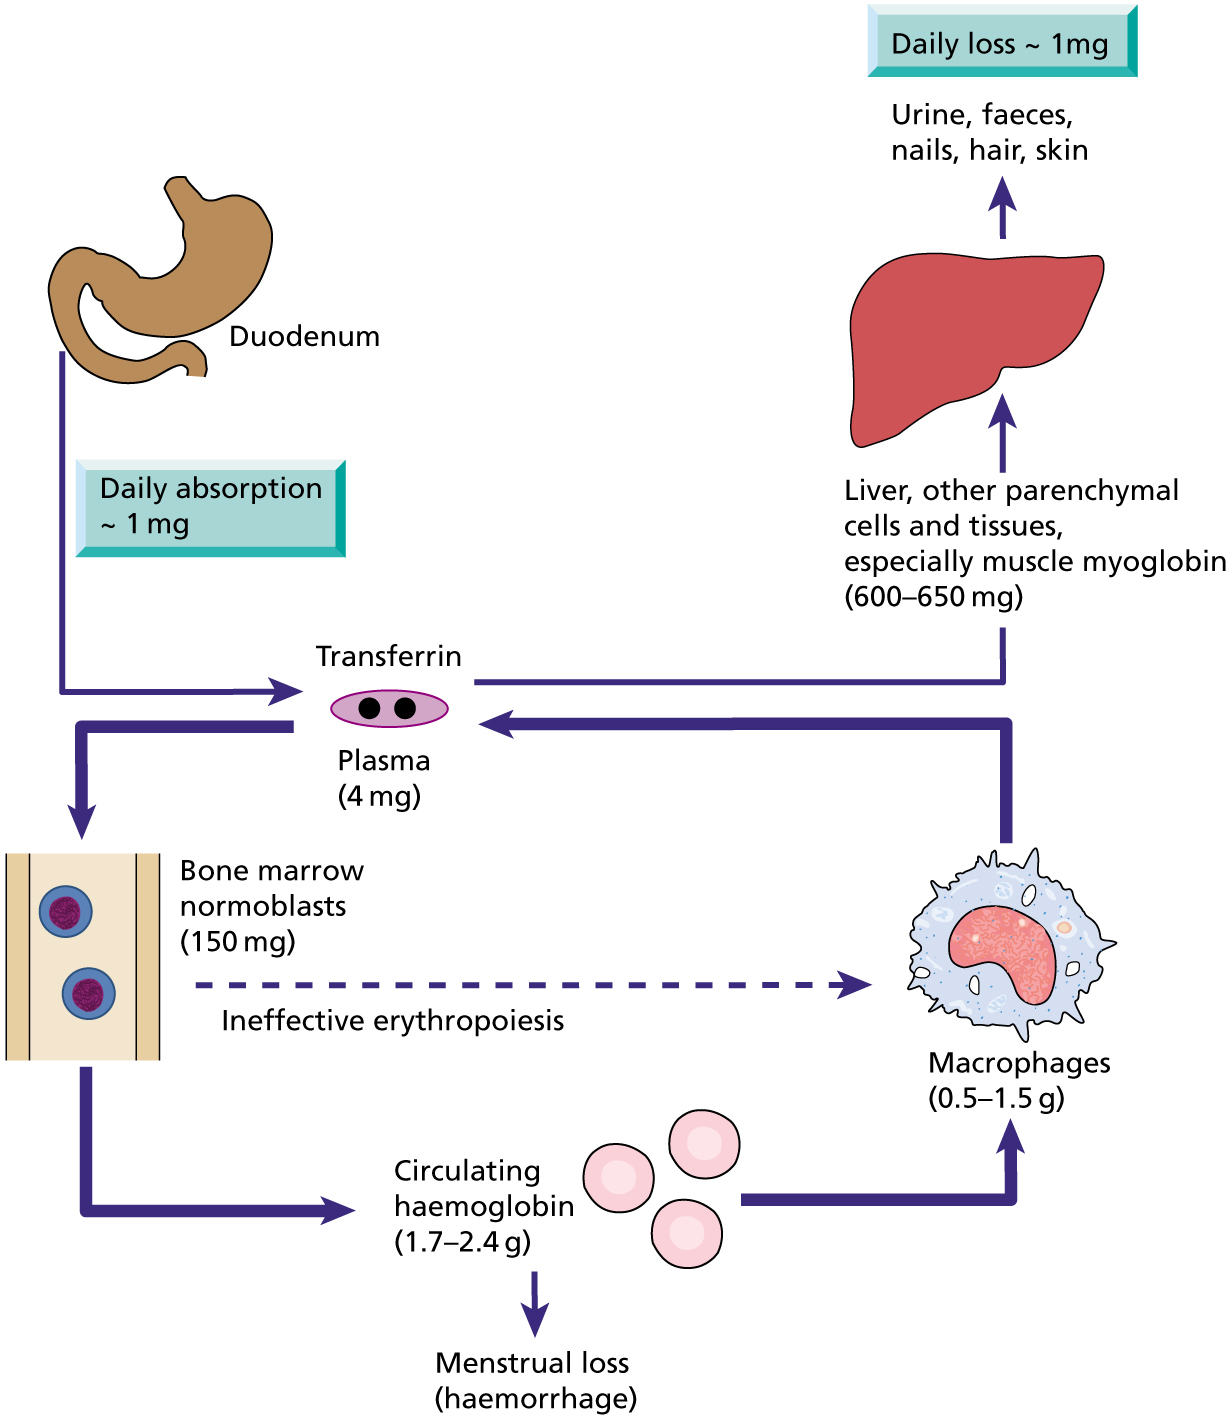 Daily loss ~ 1mg
Urine, faeces,
nails, hair, skin
Duodenum
Daily absorption
~ 1 mg
Liver, other parenchymal
cells and tissues,
especially muscle myoglobin
(600–650 mg)
Transferrin
Plasma
(4 mg)
Bone marrow
normoblasts
(150 mg)
Ineffective erythropoiesis
Macrophages
(0.5–1.5 g)
Circulating
haemoglobin
(1.7–2.4 g)
Menstrual loss
(haemorrhage)